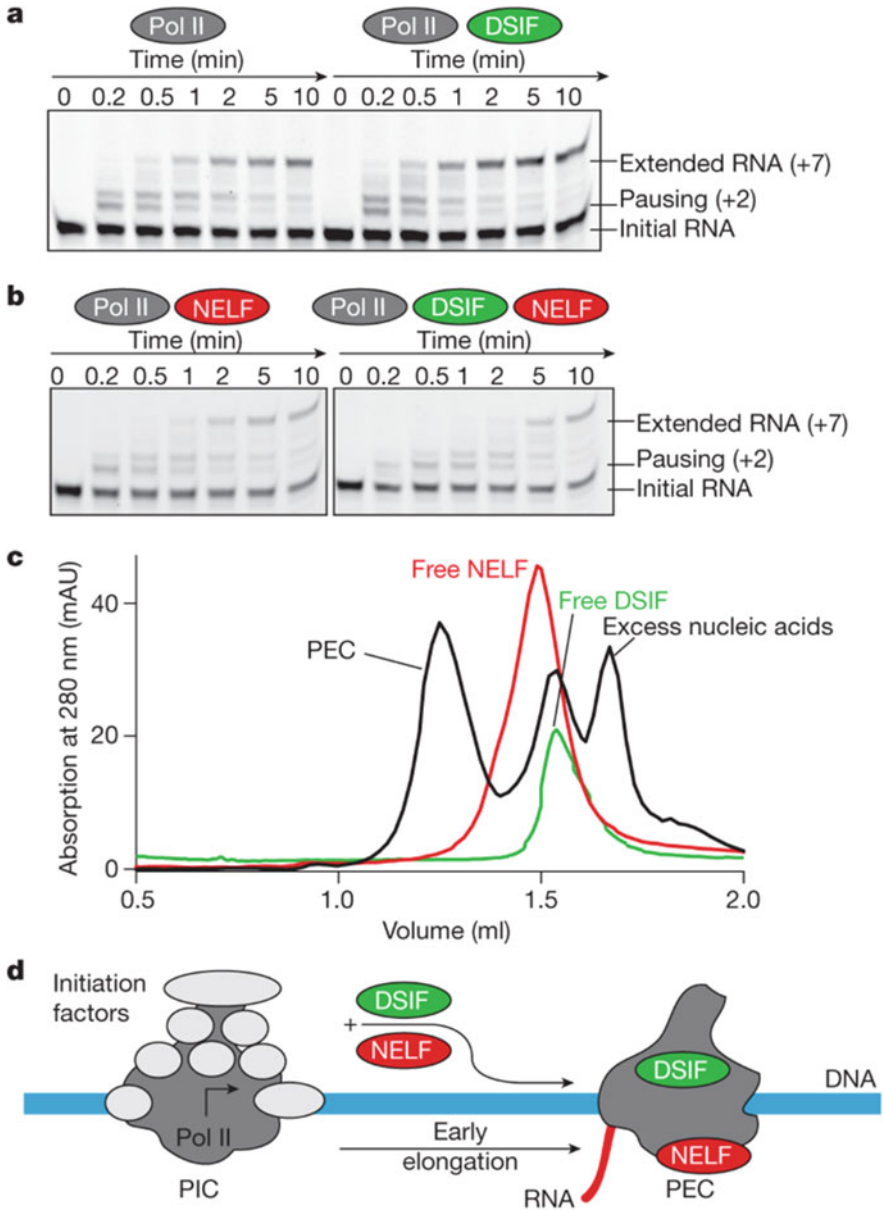 a
Pol II
Pol II DSIF
Time (min) Time (min)
0 0.2 0.5 1 2 5 10 0 0.2 0.5 1 2 5 10
Extended RNA (+7)
Pausing (+2)
Initial RNA
b
Pol II NELF
Pol II DSIF NELF
Time (min) Time (min)
0 0.2 0.5 1 2 5 10 0 0.2 0.5 1 2 5 10
Extended RNA (+7)
Pausing (+2)
Initial RNA
c
Absorption at 280 nm (mAU)
40
20
0
Free NELF
Free DSIF
PEC
Excess nucleic acids
0.5 1.0 1.5 2.0
Volume (ml)
d
Initiation
factors
Pol II
PIC
DSIF
+
NELF
Early
elongation
DSIF
NELF
DNA
RNA
PEC